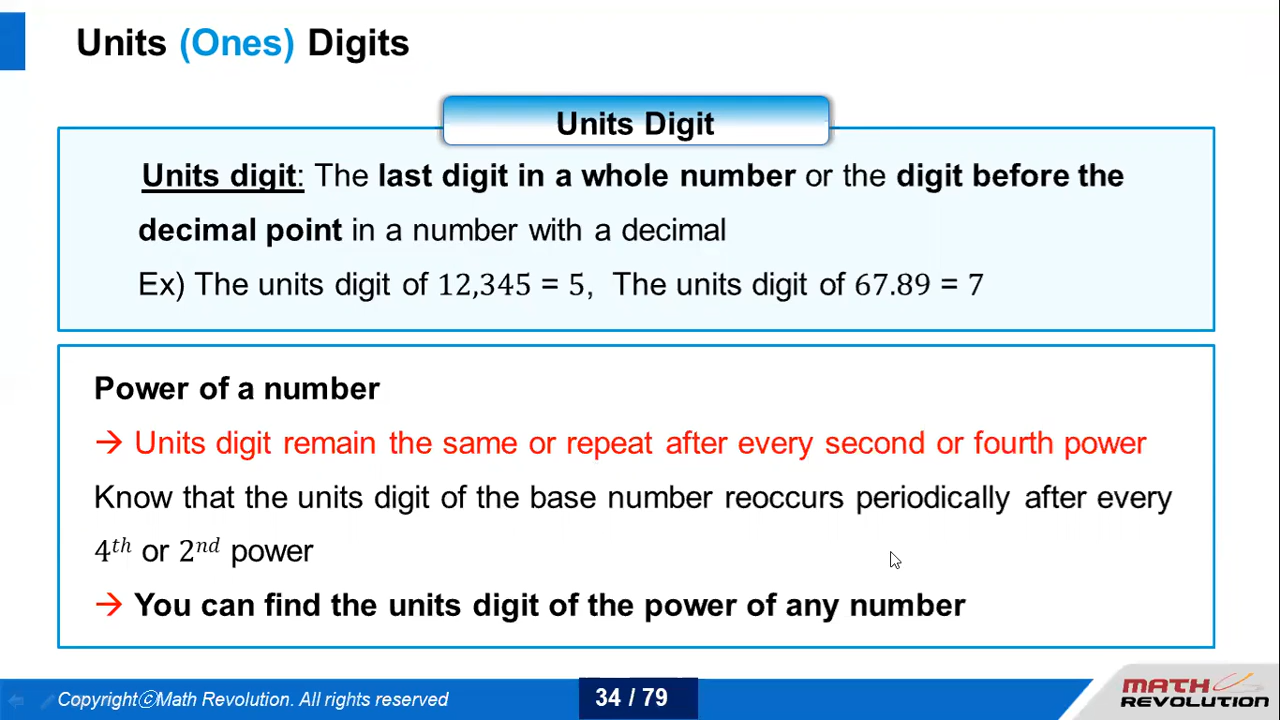 Units (Ones) Digits
Units Digit
Units digit: The last digit in a whole number or the digit before the
decimal point in a number with a decimal
Ex) The units digit of 12,345 = 5, The units digit of 67.89 = 7
Power of a number
→ Units digit remain the same or repeat after every second or fourth power
Know that the units digit of the base number reoccurs periodically after every
4th or 2nd power
→ You can find the units digit of the power of any number
Copyrightⓒ Math Revolution. All rights reserved
34 / 79
MATH
REVOLUTION